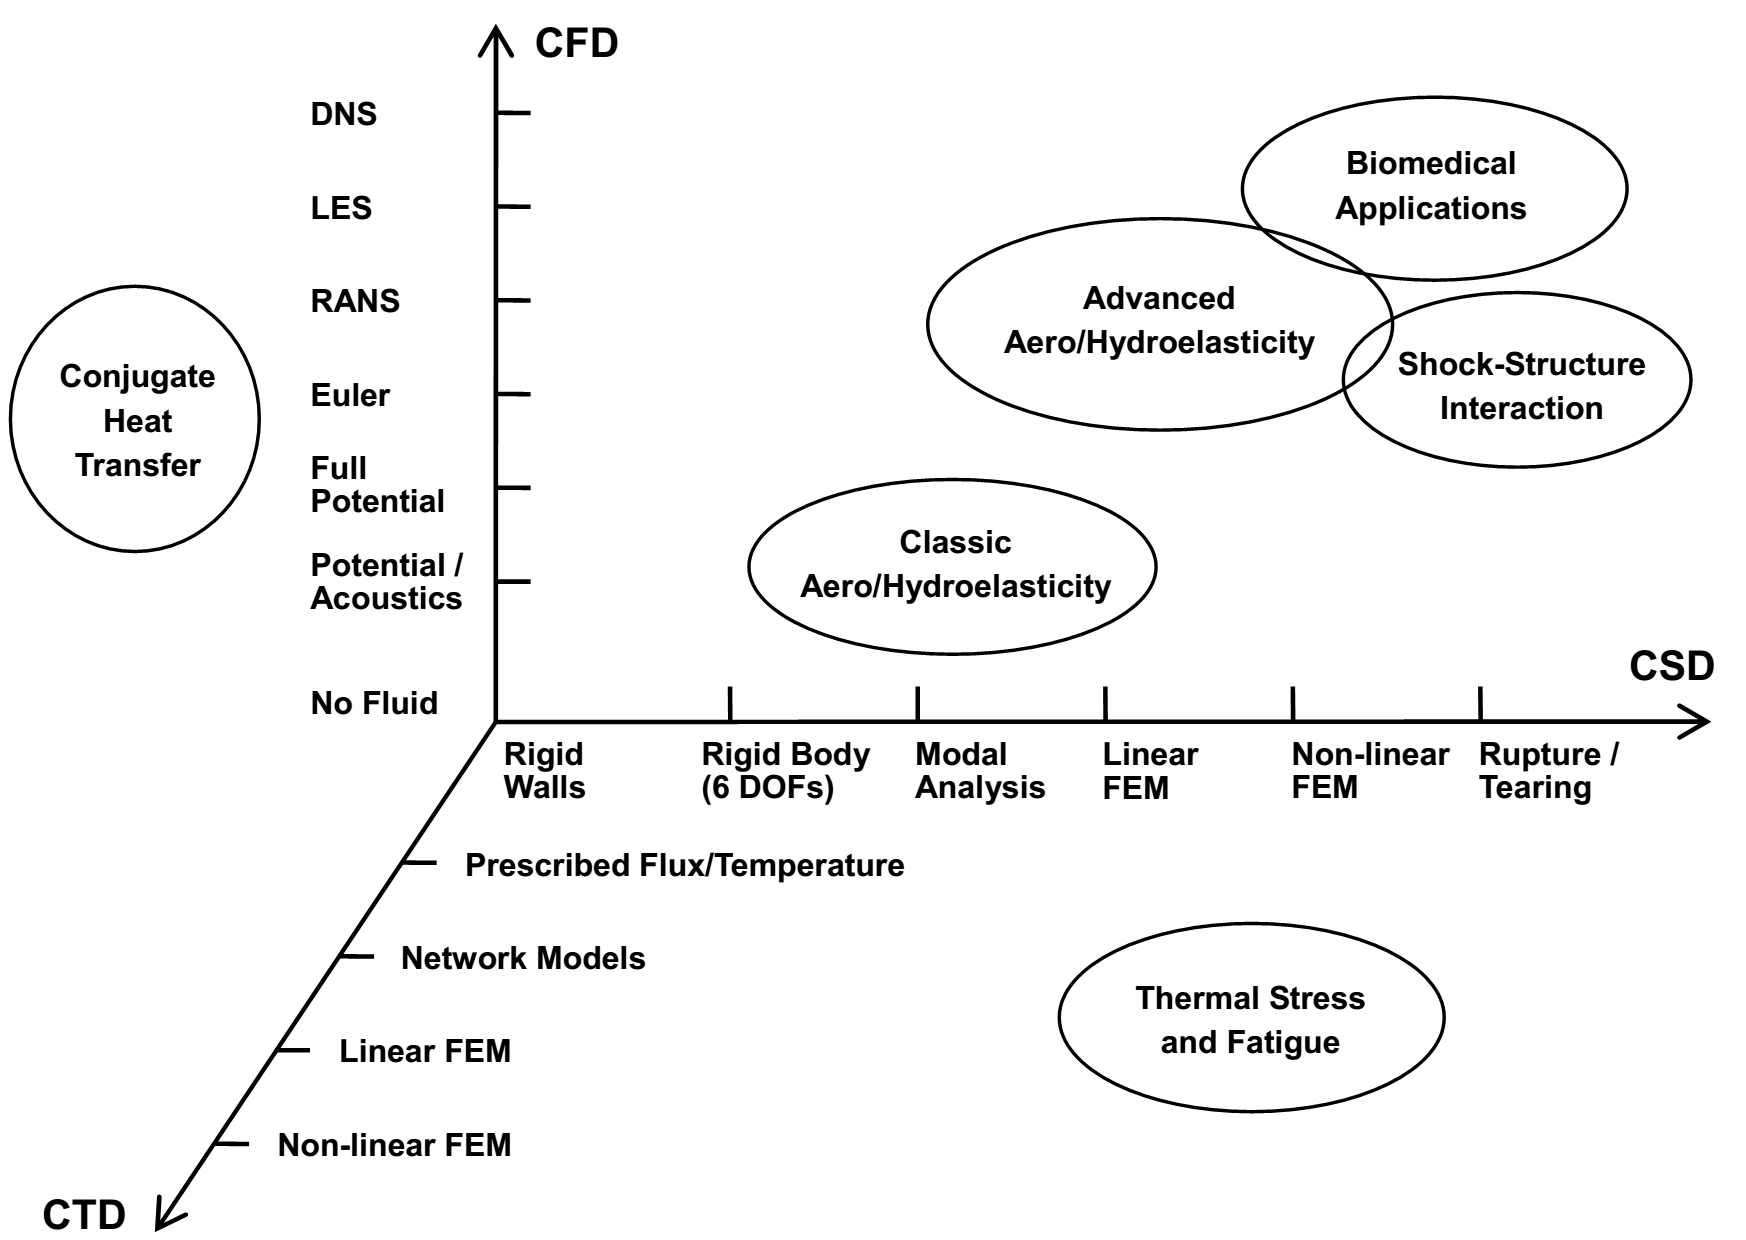 CFD
DNS
LES
RANS
Euler
Full
Potential
Potential /
Acoustics
No Fluid
Conjugate
Heat
Transfer
Biomedical
Applications
Advanced
Aero/Hydroelasticity
Shock-Structure
Interaction
Classic
Aero/Hydroelasticity
CSD
Rigid
Walls
Rigid Body
(6 DOFs)
Modal
Analysis
Linear
FEM
Non-linear
FEM
Rupture /
Tearing
Prescribed Flux/Temperature
Network Models
Linear FEM
Non-linear FEM
CTD
Thermal Stress
and Fatigue